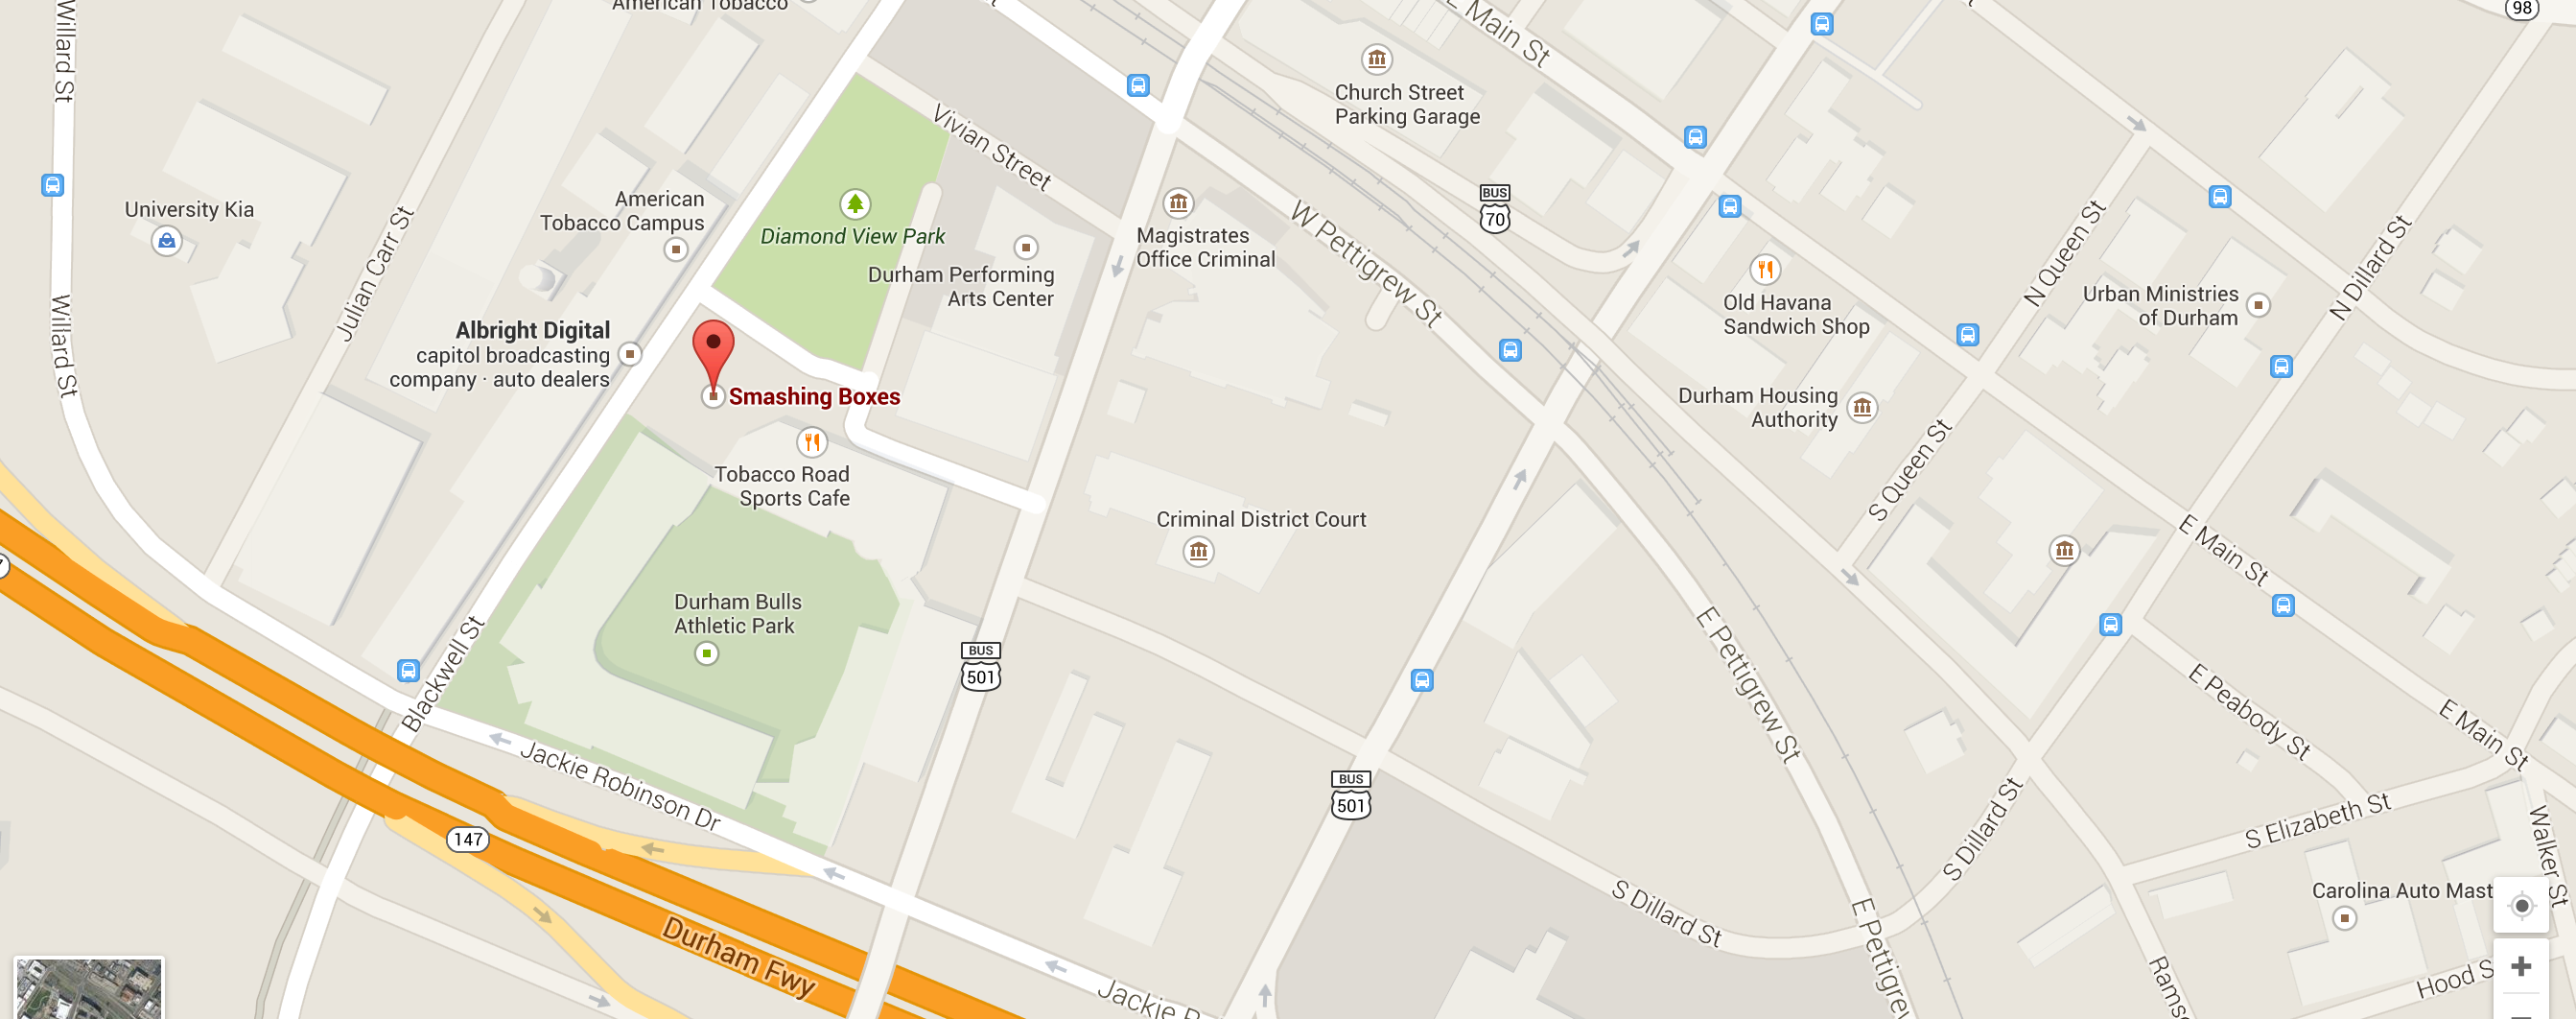 American Tobacco
Willard St
E Main St
98
Church Street
Parking Garage
Vivian Street
BUS
70
University Kia
American
Tobacco Campus
Julian Carr St
Diamond View Park
Durham Performing
Arts Center
Magistrates
Office Criminal
W Pettigrew St
Old Havana
Sandwich Shop
N Queen St
Urban Ministries
of Durham
N Dillard St
Willard St
Albright Digital
capitol broadcasting
company · auto dealers
Smashing Boxes
Tobacco Road
Sports Cafe
Durham Housing
Authority
S Queen St
Criminal District Court
E Main St
Durham Bulls
Athletic Park
Blackwell St
BUS
501
E Pettigrew St
E Peabody St
E Main St
Jackie Robinson Dr
BUS
501
147
S Dillard St
S Elizabeth St
Walker St
Durham Fwy
S Dillard St
E Pettigrew
Carolina Auto Mast
Jackie R
Ramse
Hood S